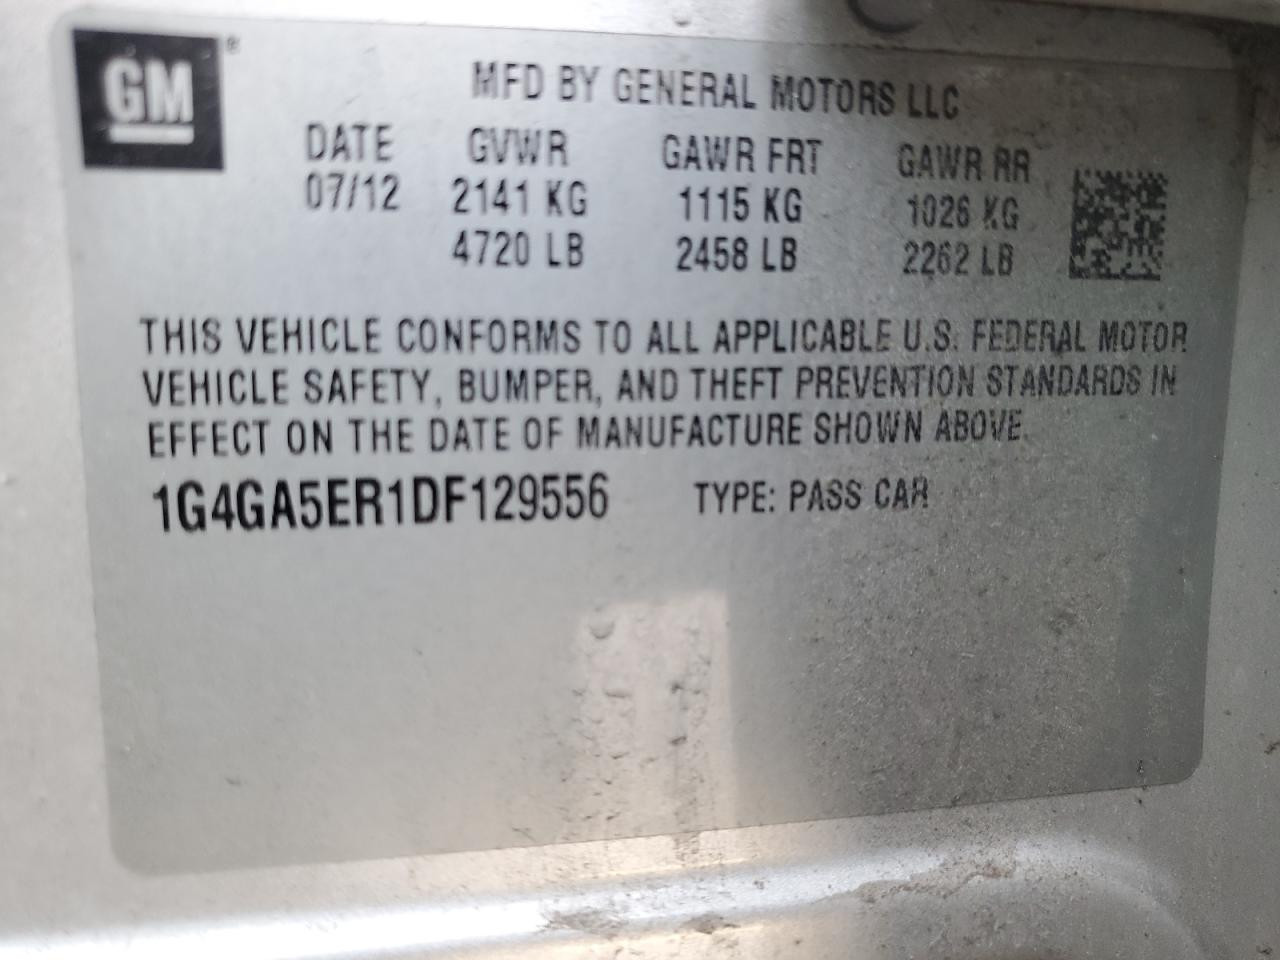 GM ®
MFD BY GENERAL MOTORS LLC
DATE GVWR GAWR FRT GAWR RR
07/12 2141 KG 1115 KG 1026 KG
4720 LB 2458 LB 2262 LB
THIS VEHICLE CONFORMS TO ALL APPLICABLE U.S. FEDERAL MOTOR
VEHICLE SAFETY, BUMPER, AND THEFT PREVENTION STANDARDS IN
EFFECT ON THE DATE OF MANUFACTURE SHOWN ABOVE.
1G4GA5ER1DF129556 TYPE: PASS CAR